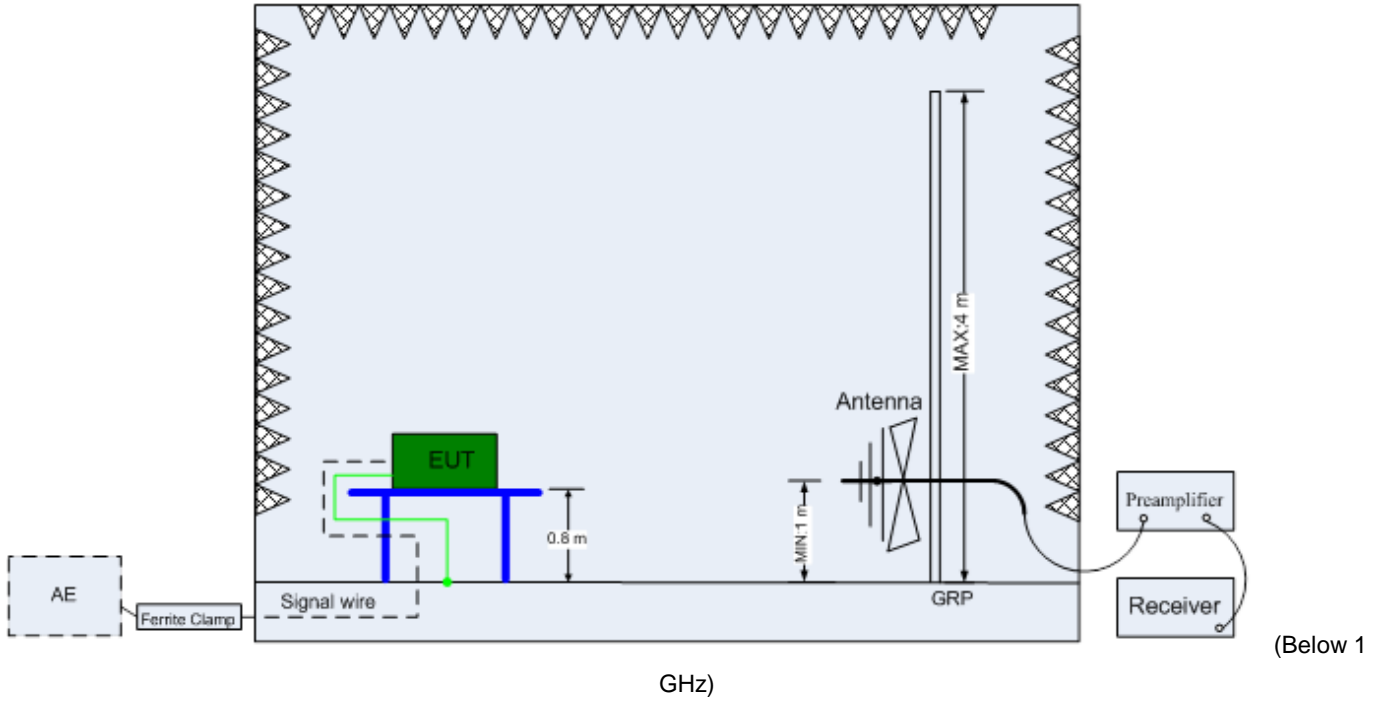 MAX:4 m
Antenna
EUT
MIN:1 m
0.8 m
Preamplifier
AE
Ferrite Clamp
Signal wire
GRP
Receiver
(Below 1
GHz)